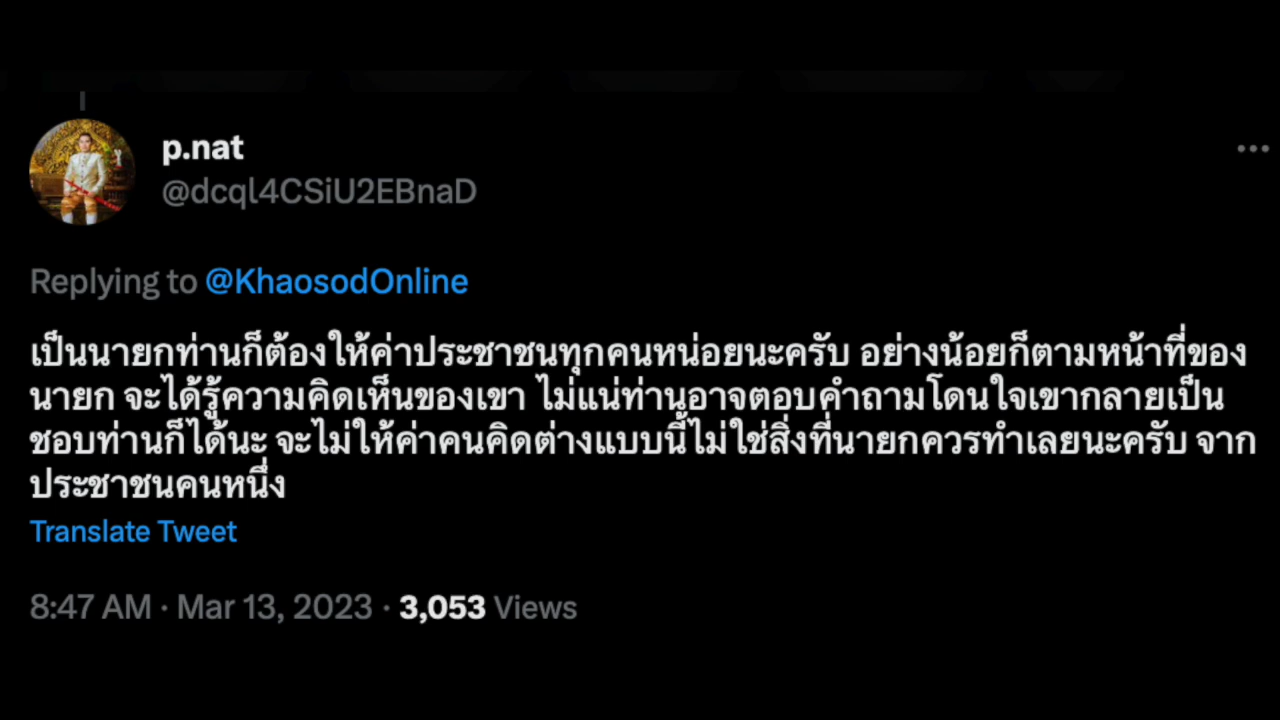 p.nat
@dcql4CSiU2EBnaD
Replying to @KhaosodOnline
เป็นนายกท่านก็ต้องให้ค่าประชาชนทุกคนหน่อยนะครับ อย่างน้อยก็ตามหน้าที่ของ
นายก จะได้รู้ความคิดเห็นของเขา ไม่แน่ท่านอาจตอบคำถามโดนใจเขากลายเป็น
ชอบท่านก็ได้นะ จะไม่ให้ค่าคนคิดต่างแบบนี้ไม่ใช่สิ่งที่นายกควรทำเลยนะครับ จาก
ประชาชนคนหนึ่ง
Translate Tweet
8:47 AM · Mar 13, 2023 · 3,053 Views